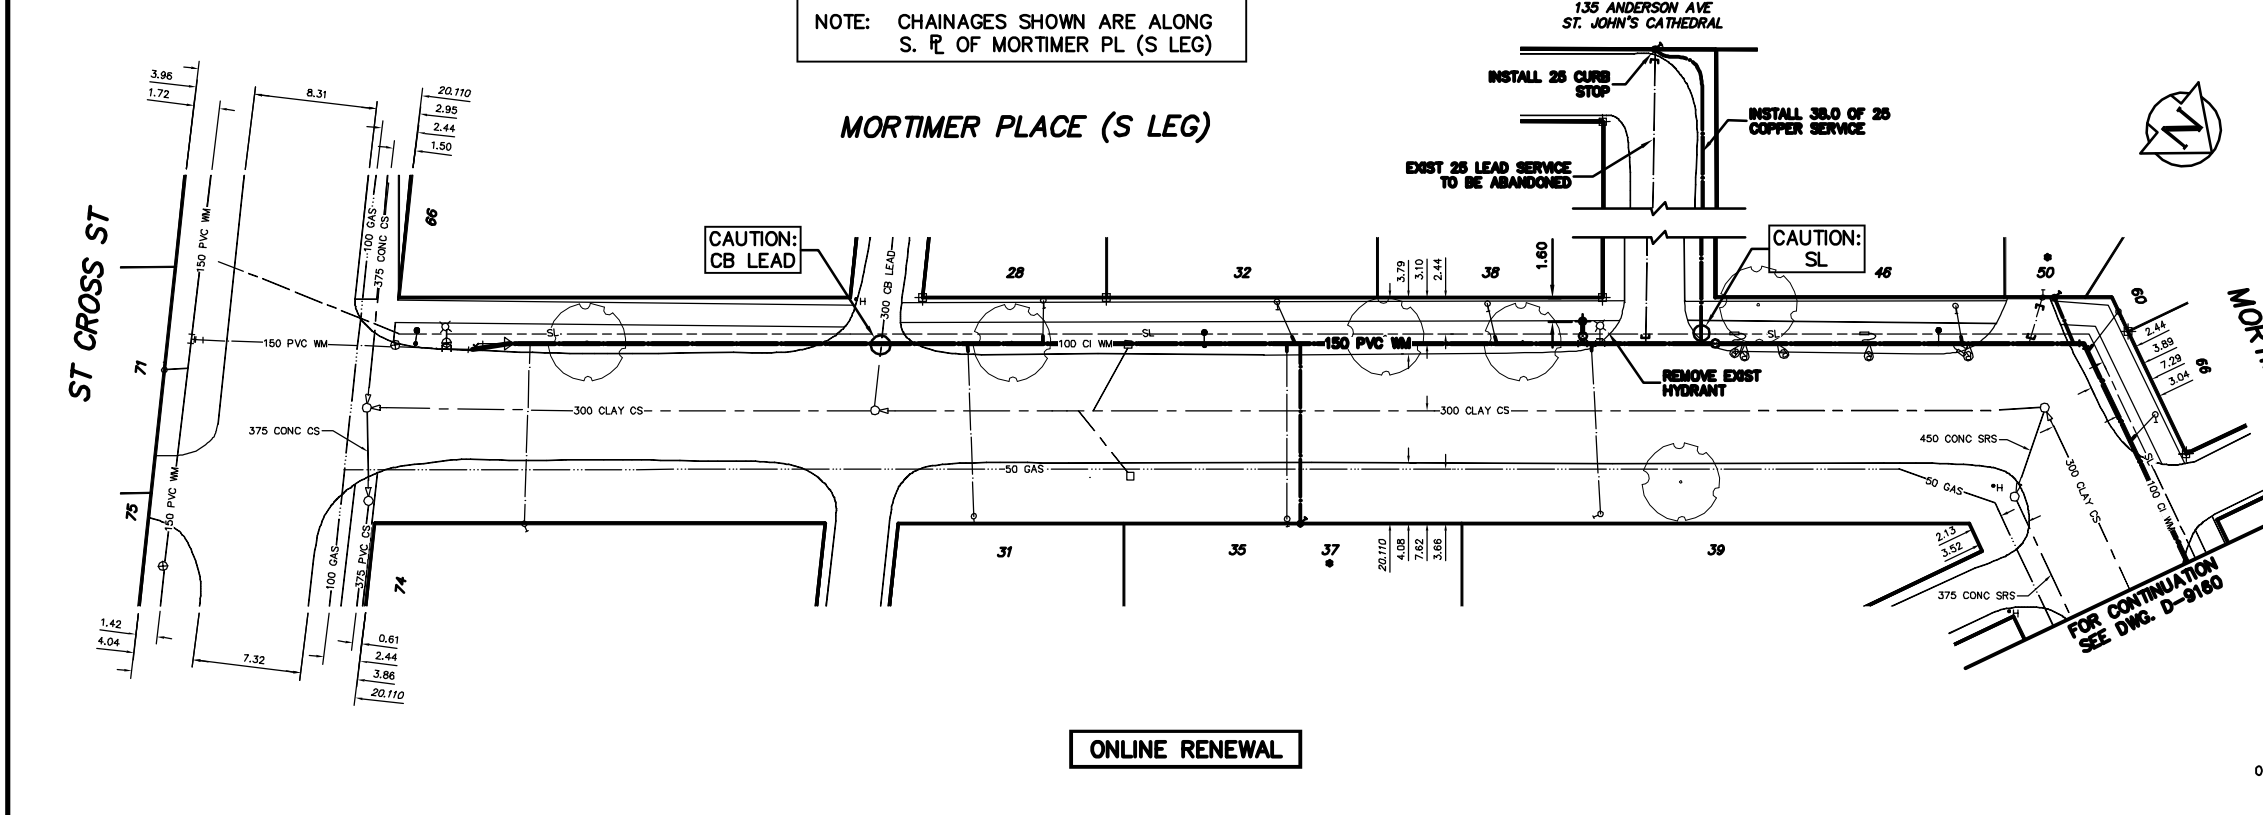 NOTE: CHAINAGES SHOWN ARE ALONG
S. ⅊ OF MORTIMER PL (S LEG)
135 ANDERSON AVE
ST. JOHN'S CATHEDRAL
MORTIMER PLACE (S LEG)
INSTALL 25 CURB
STOP
INSTALL 38.0 OF 25
COPPER SERVICE
EXIST 25 LEAD SERVICE
TO BE ABANDONED
N
3.96
1.72
8.31
20.110
2.95
2.44
1.50
ST CROSS ST
150 PVC WM
100 GAS
375 CONC CS
66
CAUTION:
CB LEAD
300 CB LEAD
H
28
32
38
3.79
3.10
2.44
1.60
CAUTION:
SL
46
50
60
66
2.44
3.89
7.29
3.04
71
150 PVC WM
SL
100 CI WM
SL
150 PVC WM
SL
REMOVE EXIST
HYDRANT
300 CLAY CS
300 CLAY CS
375 CONC CS
450 CONC SRS
300 CLAY CS
SL
100 CI WM
50 GAS
50 GAS
H
75
150 PVC WM
100 GAS
375 PVC CS
74
31
35
37
20.110
4.08
7.62
3.66
39
2.13
3.52
375 CONC SRS
H
FOR CONTINUATION
SEE DWG. D-9160
1.42
4.04
7.32
0.61
2.44
3.86
20.110
ONLINE RENEWAL